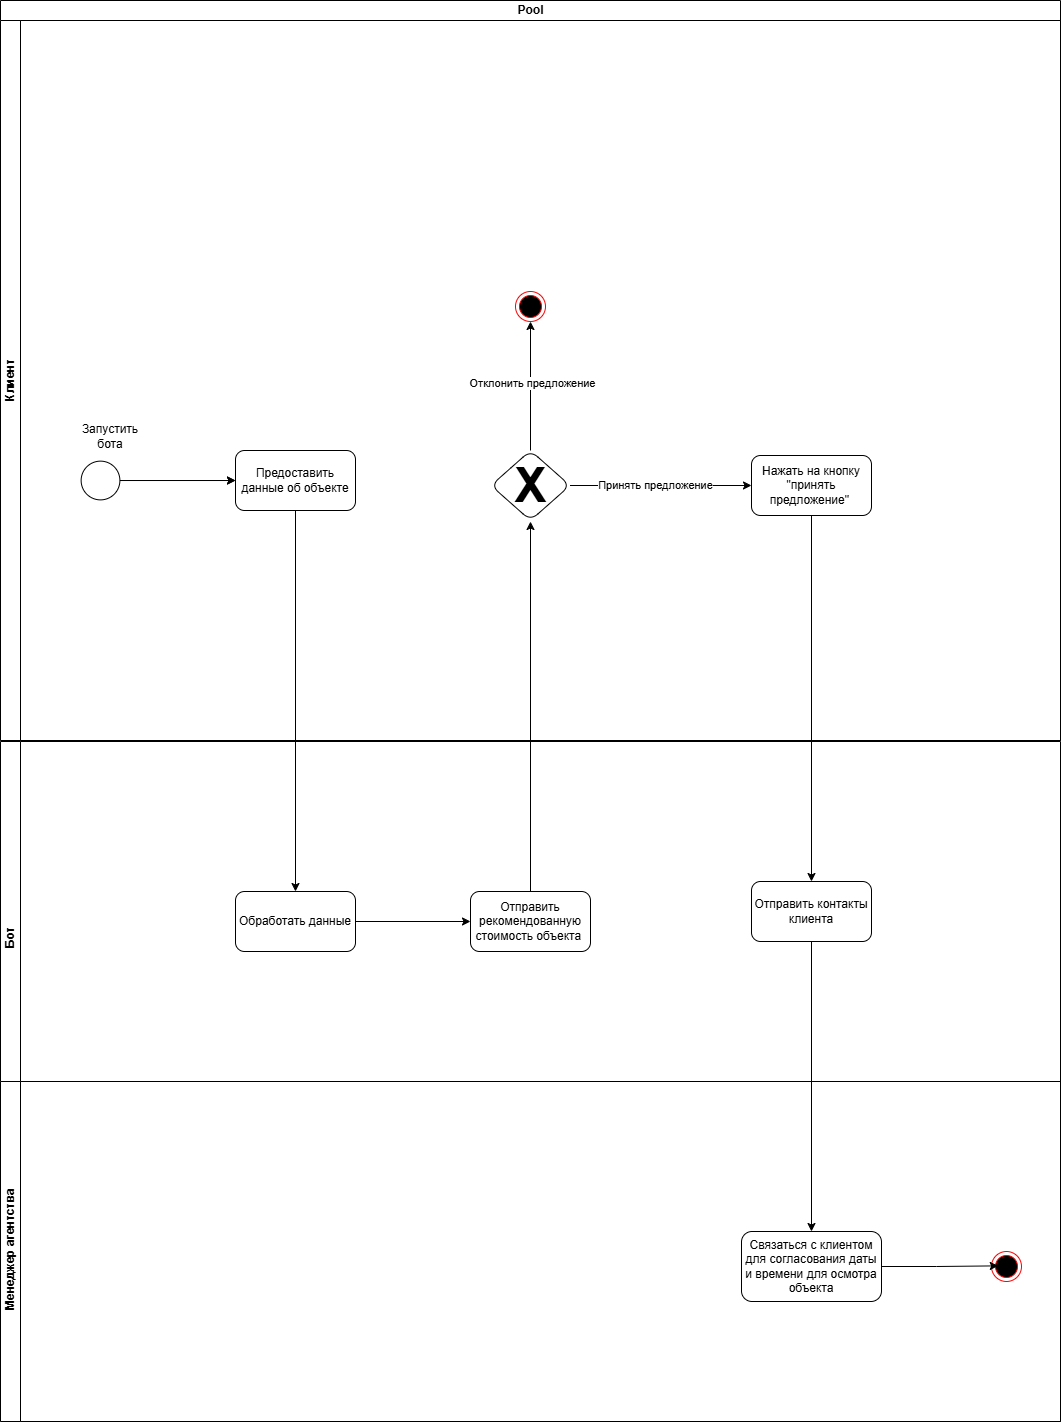 Pool
Клиент
Отклонить предложение
Запустить
бота
Предоставить
данные об объекте
X
Принять предложение
Нажать на кнопку
"принять
предложение"
Бот
Обработать данные
Отправить
рекомендованную
стоимость объекта
Отправить контакты
клиента
Менеджер агентства
Связаться с клиентом
для согласования даты
и времени для осмотра
объекта